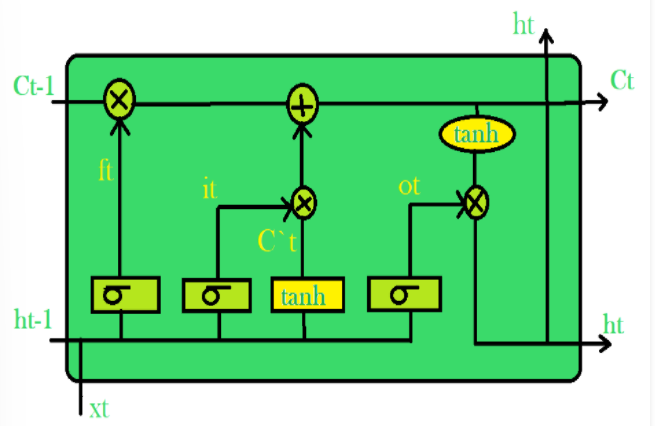 ht
Ct-1
Ct
tanh
ft
it
ot
C`t
σ
σ
tanh
σ
ht-1
ht
xt